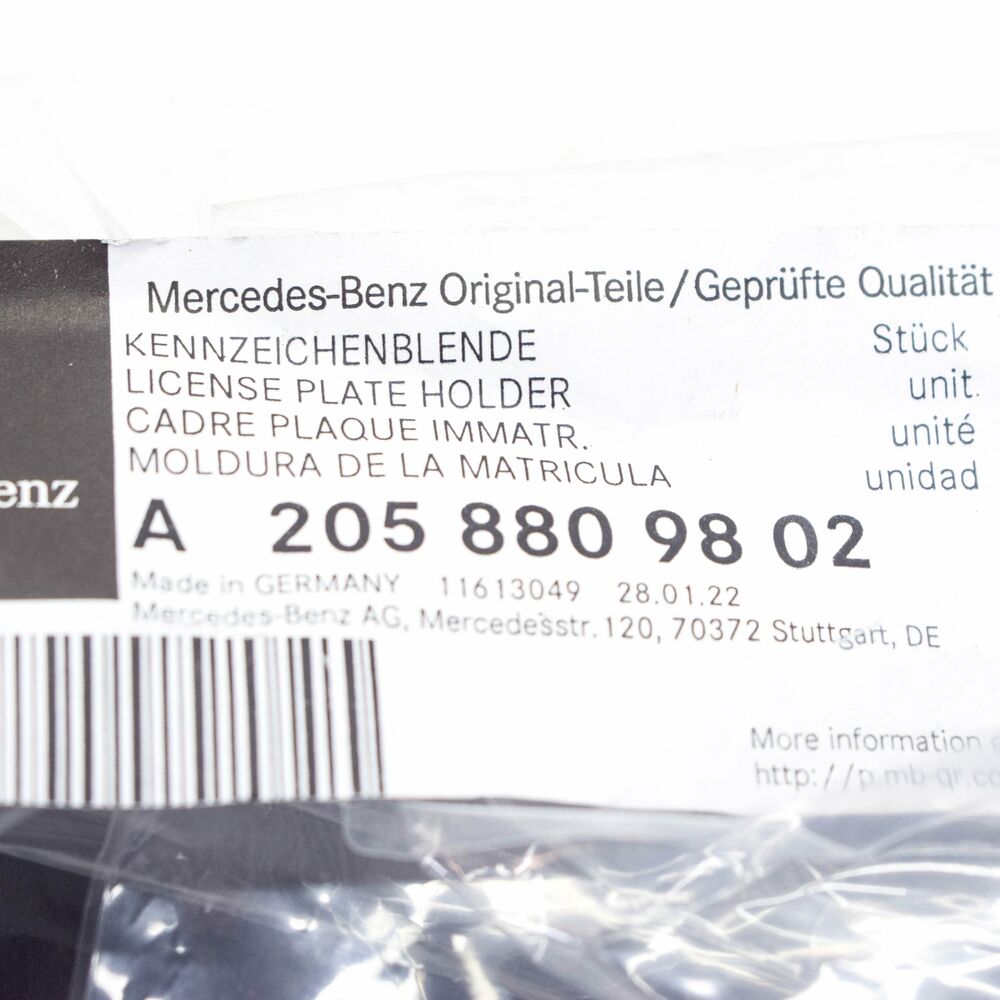 Mercedes-Benz Original-Teile/Geprüfte Qualität
KENNZEICHENBLENDE Stück
LICENSE PLATE HOLDER unit.
CADRE PLAQUE IMMATR. unité
MOLDURA DE LA MATRICULA unidad
enz
A 205 880 98 02
Made in GERMANY 11613049 28.01.22
Mercedes-Benz AG, Mercedesstr. 120, 70372 Stuttgart, DE
More information
http://p.mb-qr.co